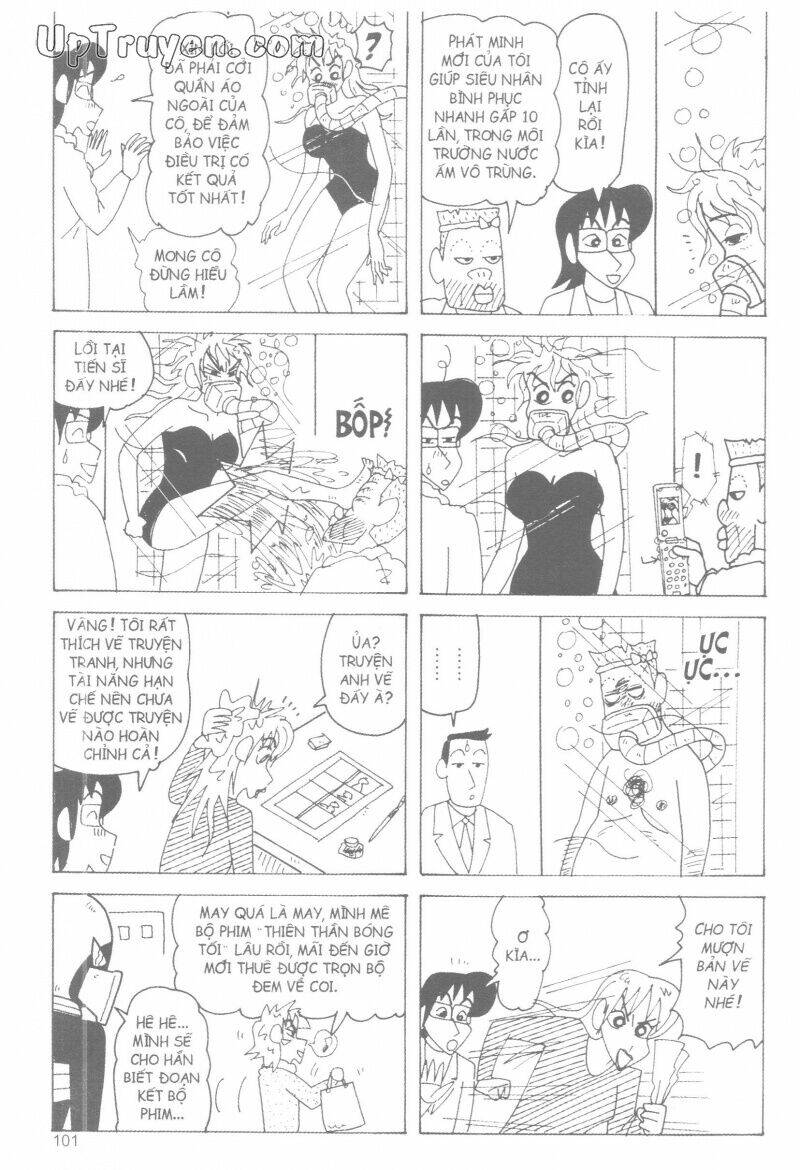 UpTruyen.com
CÔ ẤY
TỈNH
LẠI
RỒI
KÌA!
PHÁT MINH
MỚI CỦA TÔI
GIÚP SIÊU NHÂN
BÌNH PHỤC
NHANH GẤP 10
LẦN, TRONG MÔI
TRƯỜNG NƯỚC
ẤM VÔ TRÙNG.
?
ĐÃ PHẢI CỞI
QUẦN ÁO
NGOÀI CỦA
CÔ, ĐỂ ĐẢM
BẢO VIỆC
ĐIỀU TRỊ CÓ
KẾT QUẢ
TỐT NHẤT!
MONG CÔ
ĐỪNG HIỂU
LẦM!
!
LỖI TẠI
TIẾN SĨ
ĐẤY NHÉ!
BỐP!
ỰC
ỰC...
......
ỦA?
TRUYỆN
ANH VẼ
ĐẤY À?
VÂNG! TÔI RẤT
THÍCH VẼ TRUYỆN
TRANH, NHƯNG
TÀI NĂNG HẠN
CHẾ NÊN CHƯA
VẼ ĐƯỢC TRUYỆN
NÀO HOÀN
CHỈNH CẢ!
CHO TÔI
MƯỢN
BẢN VẼ
NÀY
NHÉ!
Ơ
KÌA...
MAY QUÁ LÀ MAY, MÌNH MÊ
BỘ PHIM "THIÊN THẦN BÓNG
TỐI" LÂU RỒI, MÃI ĐẾN GIỜ
MỚI THUÊ ĐƯỢC TRỌN BỘ
ĐEM VỀ COI.
HÊ HÊ...
MÌNH SẼ
CHO HẮN
BIẾT ĐOẠN
KẾT BỘ
PHIM...
101